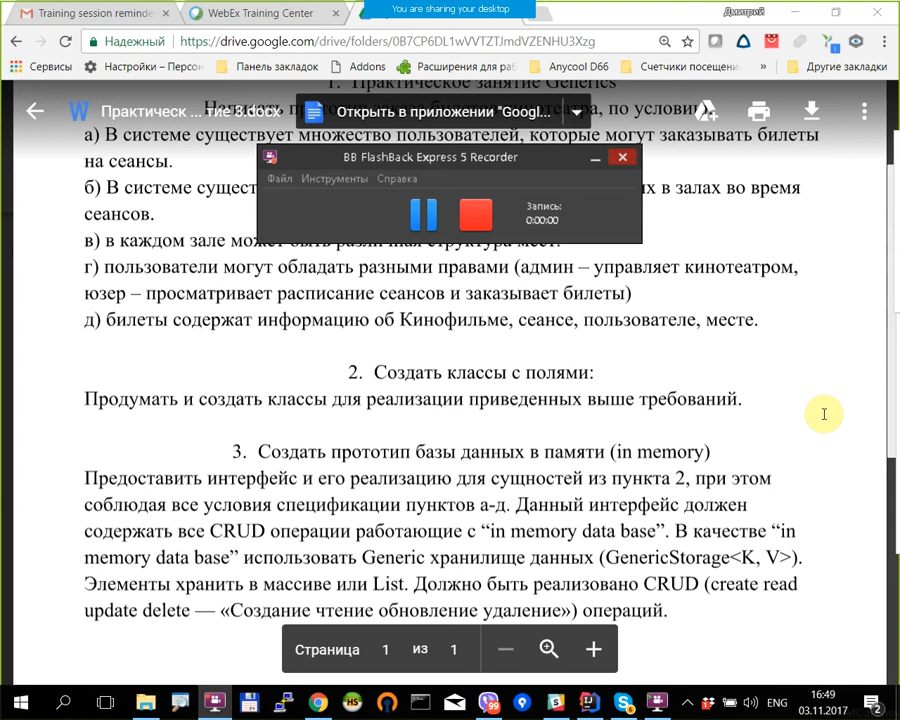 You are sharing your desktop
Training session reminde
WebEx Training Center
Дмитрий
Надежный
https://drive.google.com/drive/folders/0B7CP6DL1wVVTZTJmdVZENHU3Xzg
Сервисы
Настройки – Персон
Панель закладок
Addons
Расширения для раб
Anycool D66
Счетчики посещени
»
Другие закладки
1. Практическое занятие Generics
Практическ ... тие 8.docx
Открыть в приложении "Googl...
а) В системе существует множество пользователей, которые могут заказывать билеты
на сеансы.
BB FlashBack Express 5 Recorder
Файл Инструменты Справка
Запись:
0:00:00
б) В системе сущест
х в залах во время
сеансов.
в) в каждом зале может быть различная структура мест.
г) пользователи могут обладать разными правами (админ – управляет кинотеатром,
юзер – просматривает расписание сеансов и заказывает билеты)
д) билеты содержат информацию об Кинофильме, сеансе, пользователе, месте.
2. Создать классы с полями:
Продумать и создать классы для реализации приведенных выше требований.
3. Создать прототип базы данных в памяти (in memory)
Предоставить интерфейс и его реализацию для сущностей из пункта 2, при этом
соблюдая все условия спецификации пунктов а-д. Данный интерфейс должен
содержать все CRUD операции работающие с “in memory data base”. В качестве “in
memory data base” использовать Generic хранилище данных (GenericStorage<K, V>).
Элементы хранить в массиве или List. Должно быть реализовано CRUD (create read
update delete — «Создание чтение обновление удаление») операций.
Страница 1 из 1
ENG
16:49
03.11.2017